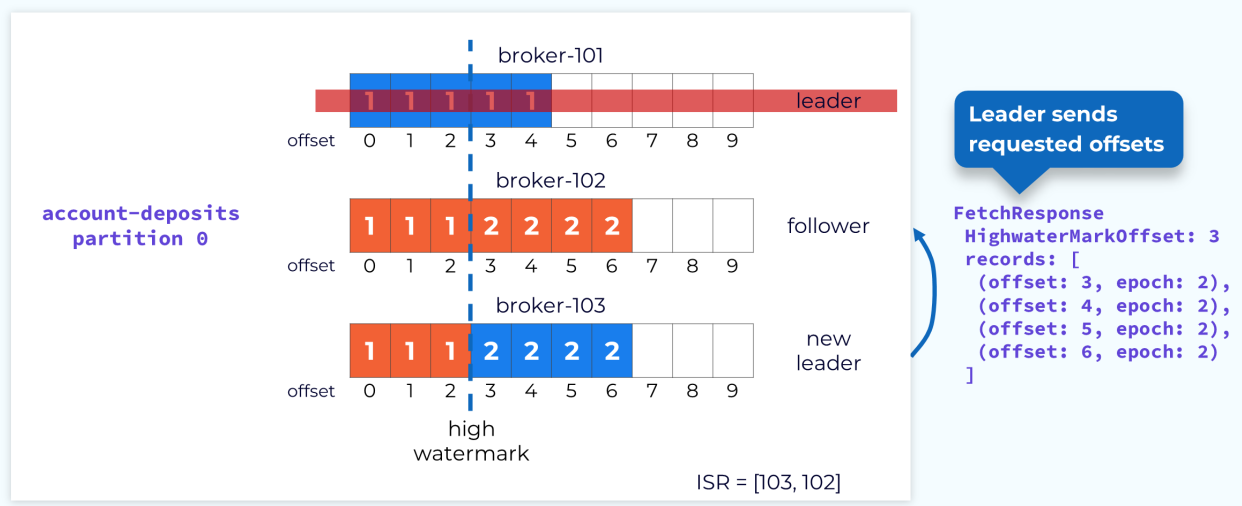 broker-101
1 1 1 1 1
leader
offset 0 1 2 3 4 5 6 7 8 9
broker-102
account-deposits
partition 0
1 1 1 2 2 2 2
follower
offset 0 1 2 3 4 5 6 7 8 9
broker-103
1 1 1 2 2 2 2
new
leader
offset 0 1 2 3 4 5 6 7 8 9
high
watermark
ISR = [103, 102]
Leader sends
requested offsets
FetchResponse
HighwaterMarkOffset: 3
records: [
(offset: 3, epoch: 2),
(offset: 4, epoch: 2),
(offset: 5, epoch: 2),
(offset: 6, epoch: 2)
]